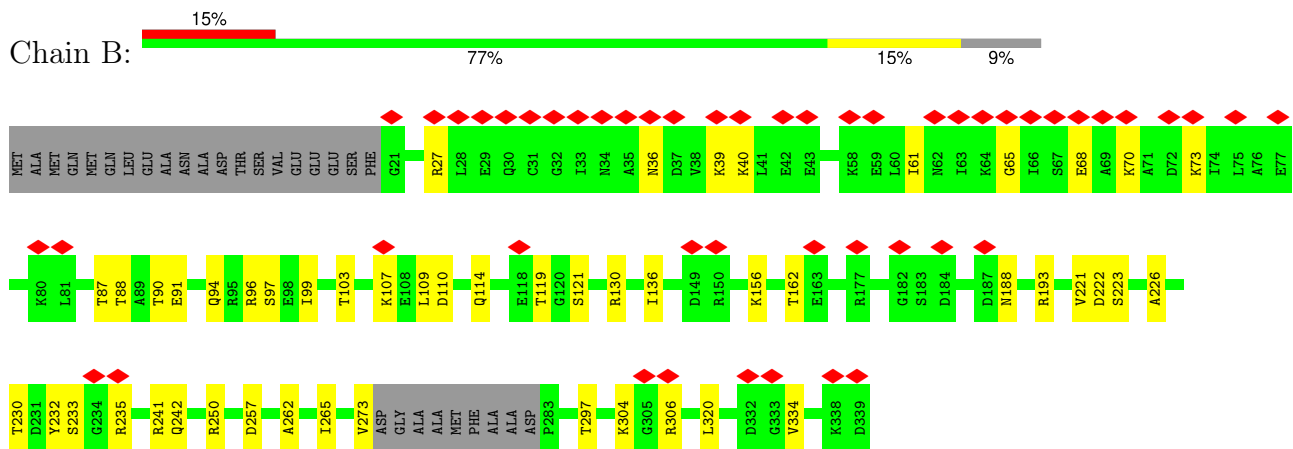 15%
Chain B:
77% 15% 9%
MET ALA MET GLN MET GLN LEU GLU ALA ASN ALA ASP THR SER VAL GLU GLU GLU SER PHE G21 R27 L28 E29 Q30 C31 G32 I33 N34 A35 N36 D37 V38 K39 K40 L41 E42 E43 K58 E59 L60 I61 N62 I63 K64 G65 I66 S67 E68 A69 K70 A71 D72 K73 I74 L75 A76 E77
K80 L81 T87 T88 A89 T90 E91 Q94 R95 R96 S97 E98 I99 T103 K107 E108 L109 D110 Q114 E118 T119 G120 S121 R130 I136 D149 R150 K156 T162 E163 R177 G182 S183 D184 D187 N188 R193 V221 D222 S223 A226
T230 D231 Y232 S233 G234 R235 R241 Q242 R250 D257 A262 I265 V273 ASP GLY ALA ALA MET PHE ALA ALA ASP P283 T297 K304 G305 R306 L320 D332 G333 V334 K338 D339